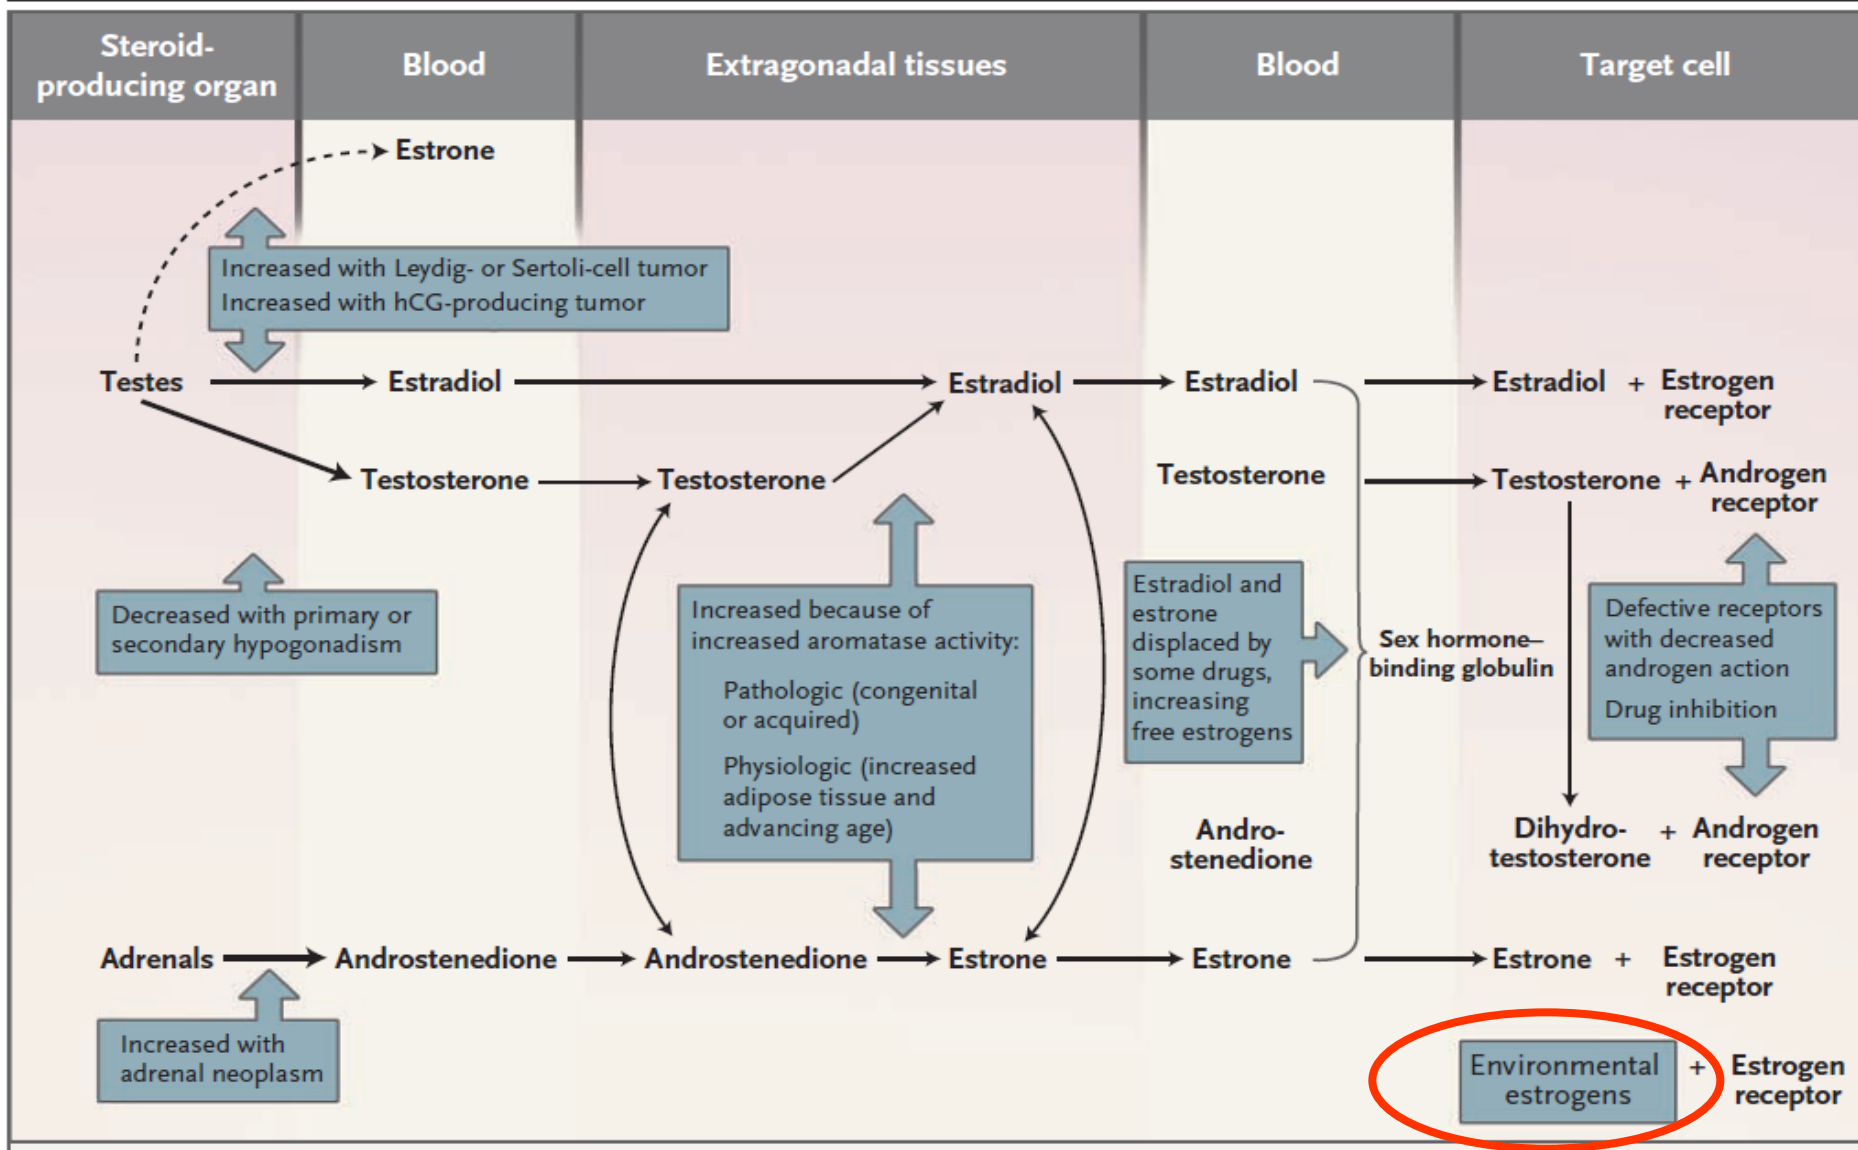 Steroid-
producing organ
Blood
Extragonadal tissues
Blood
Target cell
Estrone
Increased with Leydig- or Sertoli-cell tumor
Increased with hCG-producing tumor
Testes
Estradiol
Estradiol
Estradiol
Estradiol + Estrogen
receptor
Testosterone
Testosterone
Testosterone
Testosterone + Androgen
receptor
Decreased with primary or
secondary hypogonadism
Increased because of
increased aromatase activity:
Pathologic (congenital
or acquired)
Physiologic (increased
adipose tissue and
advancing age)
Estradiol and
estrone
displaced by
some drugs,
increasing
free estrogens
Sex hormone–
binding globulin
Defective receptors
with decreased
androgen action
Drug inhibition
Andro-
stenedione
Dihydro-
testosterone
+ Androgen
receptor
Adrenals
Androstenedione
Androstenedione
Estrone
Estrone
Estrone + Estrogen
receptor
Increased with
adrenal neoplasm
Environmental
estrogens
+ Estrogen
receptor